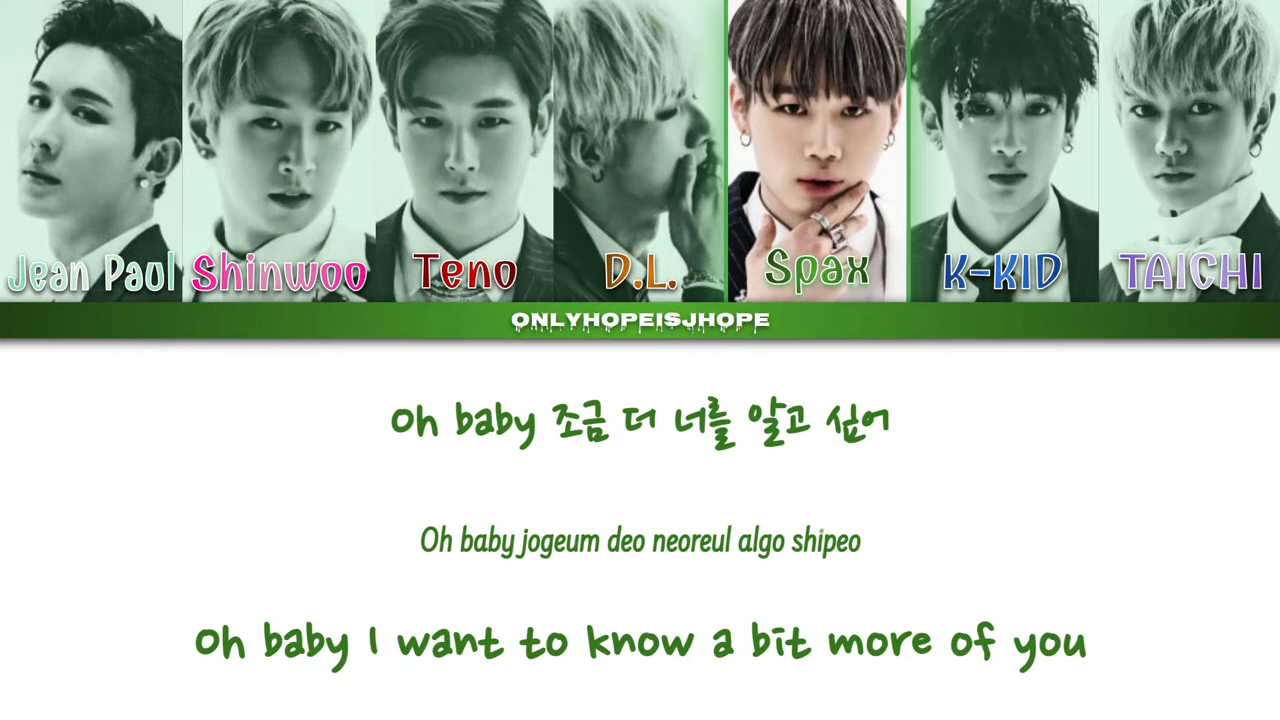 Jean Paul Shinwoo Teno D.L. Spax K-KID TAICHI
ONLYHOPEISJHOPE
Oh baby 조금 더 너를 알고 싶어
Oh baby jogeum deo neoreul algo shipeo
Oh baby I want to know a bit more of you